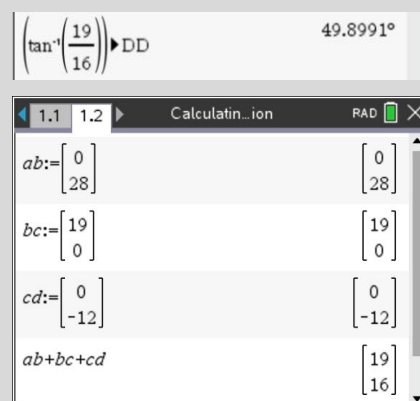 (tan⁻¹(19/16))▶DD 49.8991°
1.1 1.2 Calculatin…ion RAD
ab:=[0 28] [0 28]
bc:=[19 0] [19 0]
cd:=[0 -12] [0 -12]
ab+bc+cd [19 16]